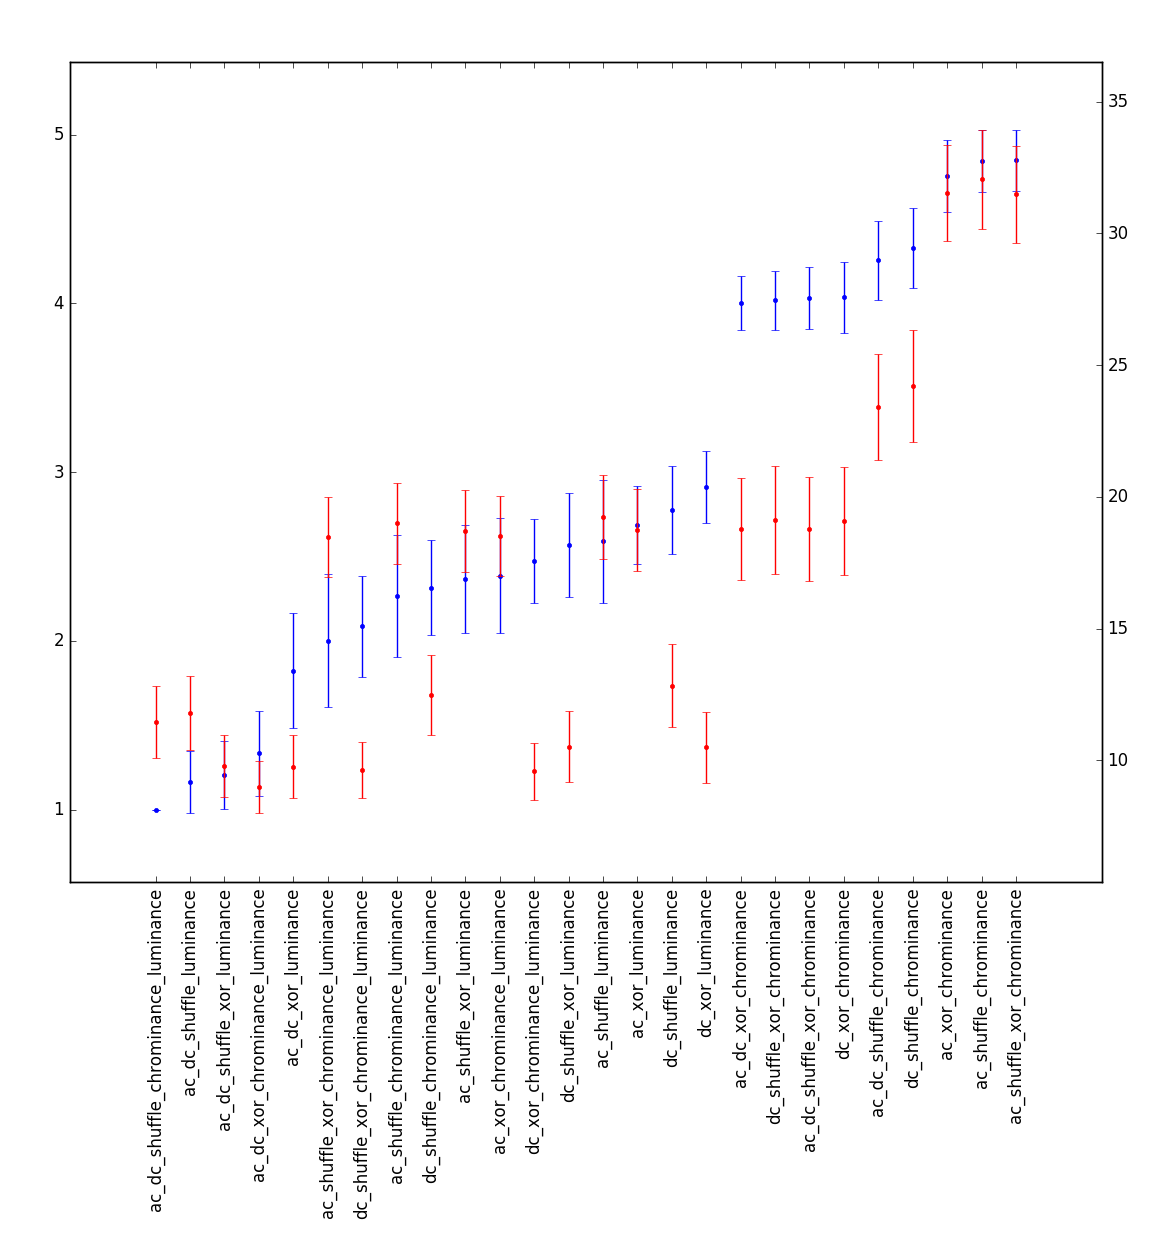 5
4
3
2
1
35
30
25
20
15
10
ac_dc_shuffle_chrominance_luminance
ac_dc_shuffle_luminance
ac_dc_shuffle_xor_luminance
ac_dc_xor_chrominance_luminance
ac_dc_xor_luminance
ac_shuffle_xor_chrominance_luminance
dc_shuffle_xor_chrominance_luminance
ac_shuffle_chrominance_luminance
dc_shuffle_chrominance_luminance
ac_shuffle_xor_luminance
ac_xor_chrominance_luminance
dc_xor_chrominance_luminance
dc_shuffle_xor_luminance
ac_shuffle_luminance
ac_xor_luminance
dc_shuffle_luminance
dc_xor_luminance
ac_dc_xor_chrominance
dc_shuffle_xor_chrominance
ac_dc_shuffle_xor_chrominance
dc_xor_chrominance
ac_dc_shuffle_chrominance
dc_shuffle_chrominance
ac_xor_chrominance
ac_shuffle_chrominance
ac_shuffle_xor_chrominance